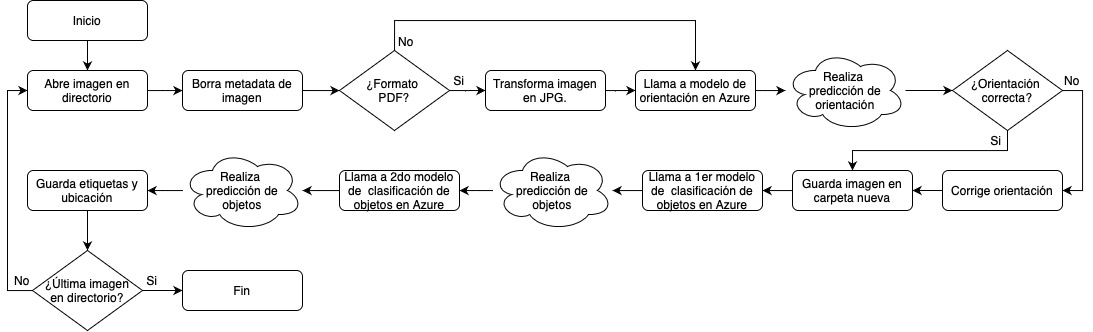 Inicio
Abre imagen en
directorio
Borra metadata de
imagen
¿Formato
PDF?
No
Si
Transforma imagen
en JPG.
Llama a modelo de
orientación en Azure
Realiza
predicción de
orientación
¿Orientación
correcta?
No
Si
Corrige orientación
Guarda imagen en
carpeta nueva
Llama a 1er modelo
de clasificación de
objetos en Azure
Realiza
predicción de
objetos
Llama a 2do modelo
de clasificación de
objetos en Azure
Realiza
predicción de
objetos
Guarda etiquetas y
ubicación
¿Última imagen
en directorio?
No
Si
Fin